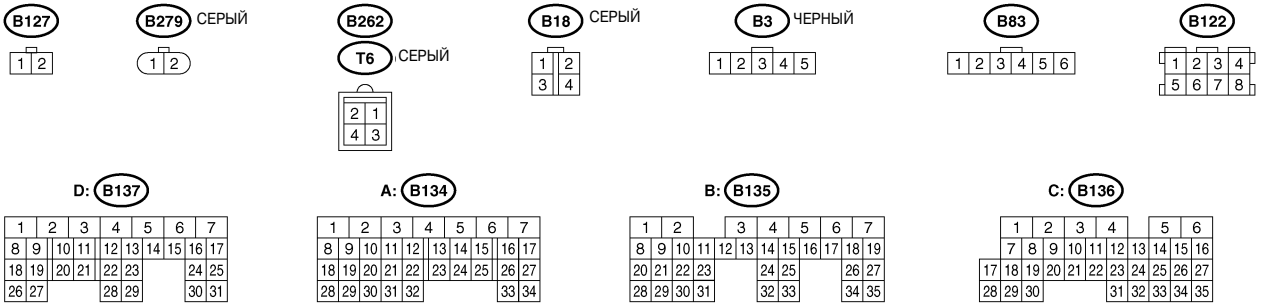 B127 B279 СЕРЫЙ B262 B18 СЕРЫЙ B3 ЧЕРНЫЙ B83 B122
T6 СЕРЫЙ
1 2 1 2 1 2 1 2 3 4 5 1 2 3 4 5 6 1 2 3 4
3 4 5 6 7 8
2 1
4 3
D: B137 A: B134 B: B135 C: B136
1 2 3 4 5 6 7 1 2 3 4 5 6 7 1 2 3 4 5 6 7 1 2 3 4 5 6
8 9 10 11 12 13 14 15 16 17 8 9 10 11 12 13 14 15 16 17 8 9 10 11 12 13 14 15 16 17 18 19 7 8 9 10 11 12 13 14 15 16
18 19 20 21 22 23 24 25 18 19 20 21 22 23 24 25 26 27 20 21 22 23 24 25 26 27 17 18 19 20 21 22 23 24 25 26 27
26 27 28 29 30 31 28 29 30 31 32 33 34 28 29 30 31 32 33 34 35 28 29 30 31 32 33 34 35